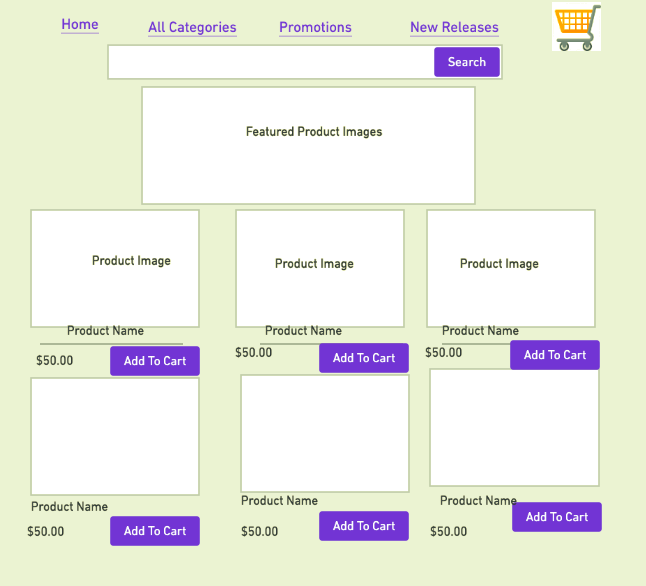 Home
All Categories
Promotions
New Releases
Search
Featured Product Images
Product Image
Product Image
Product Image
Product Name
Product Name
Product Name
$50.00
Add To Cart
$50.00
Add To Cart
$50.00
Add To Cart
Product Name
Product Name
Product Name
$50.00
Add To Cart
$50.00
Add To Cart
$50.00
Add To Cart